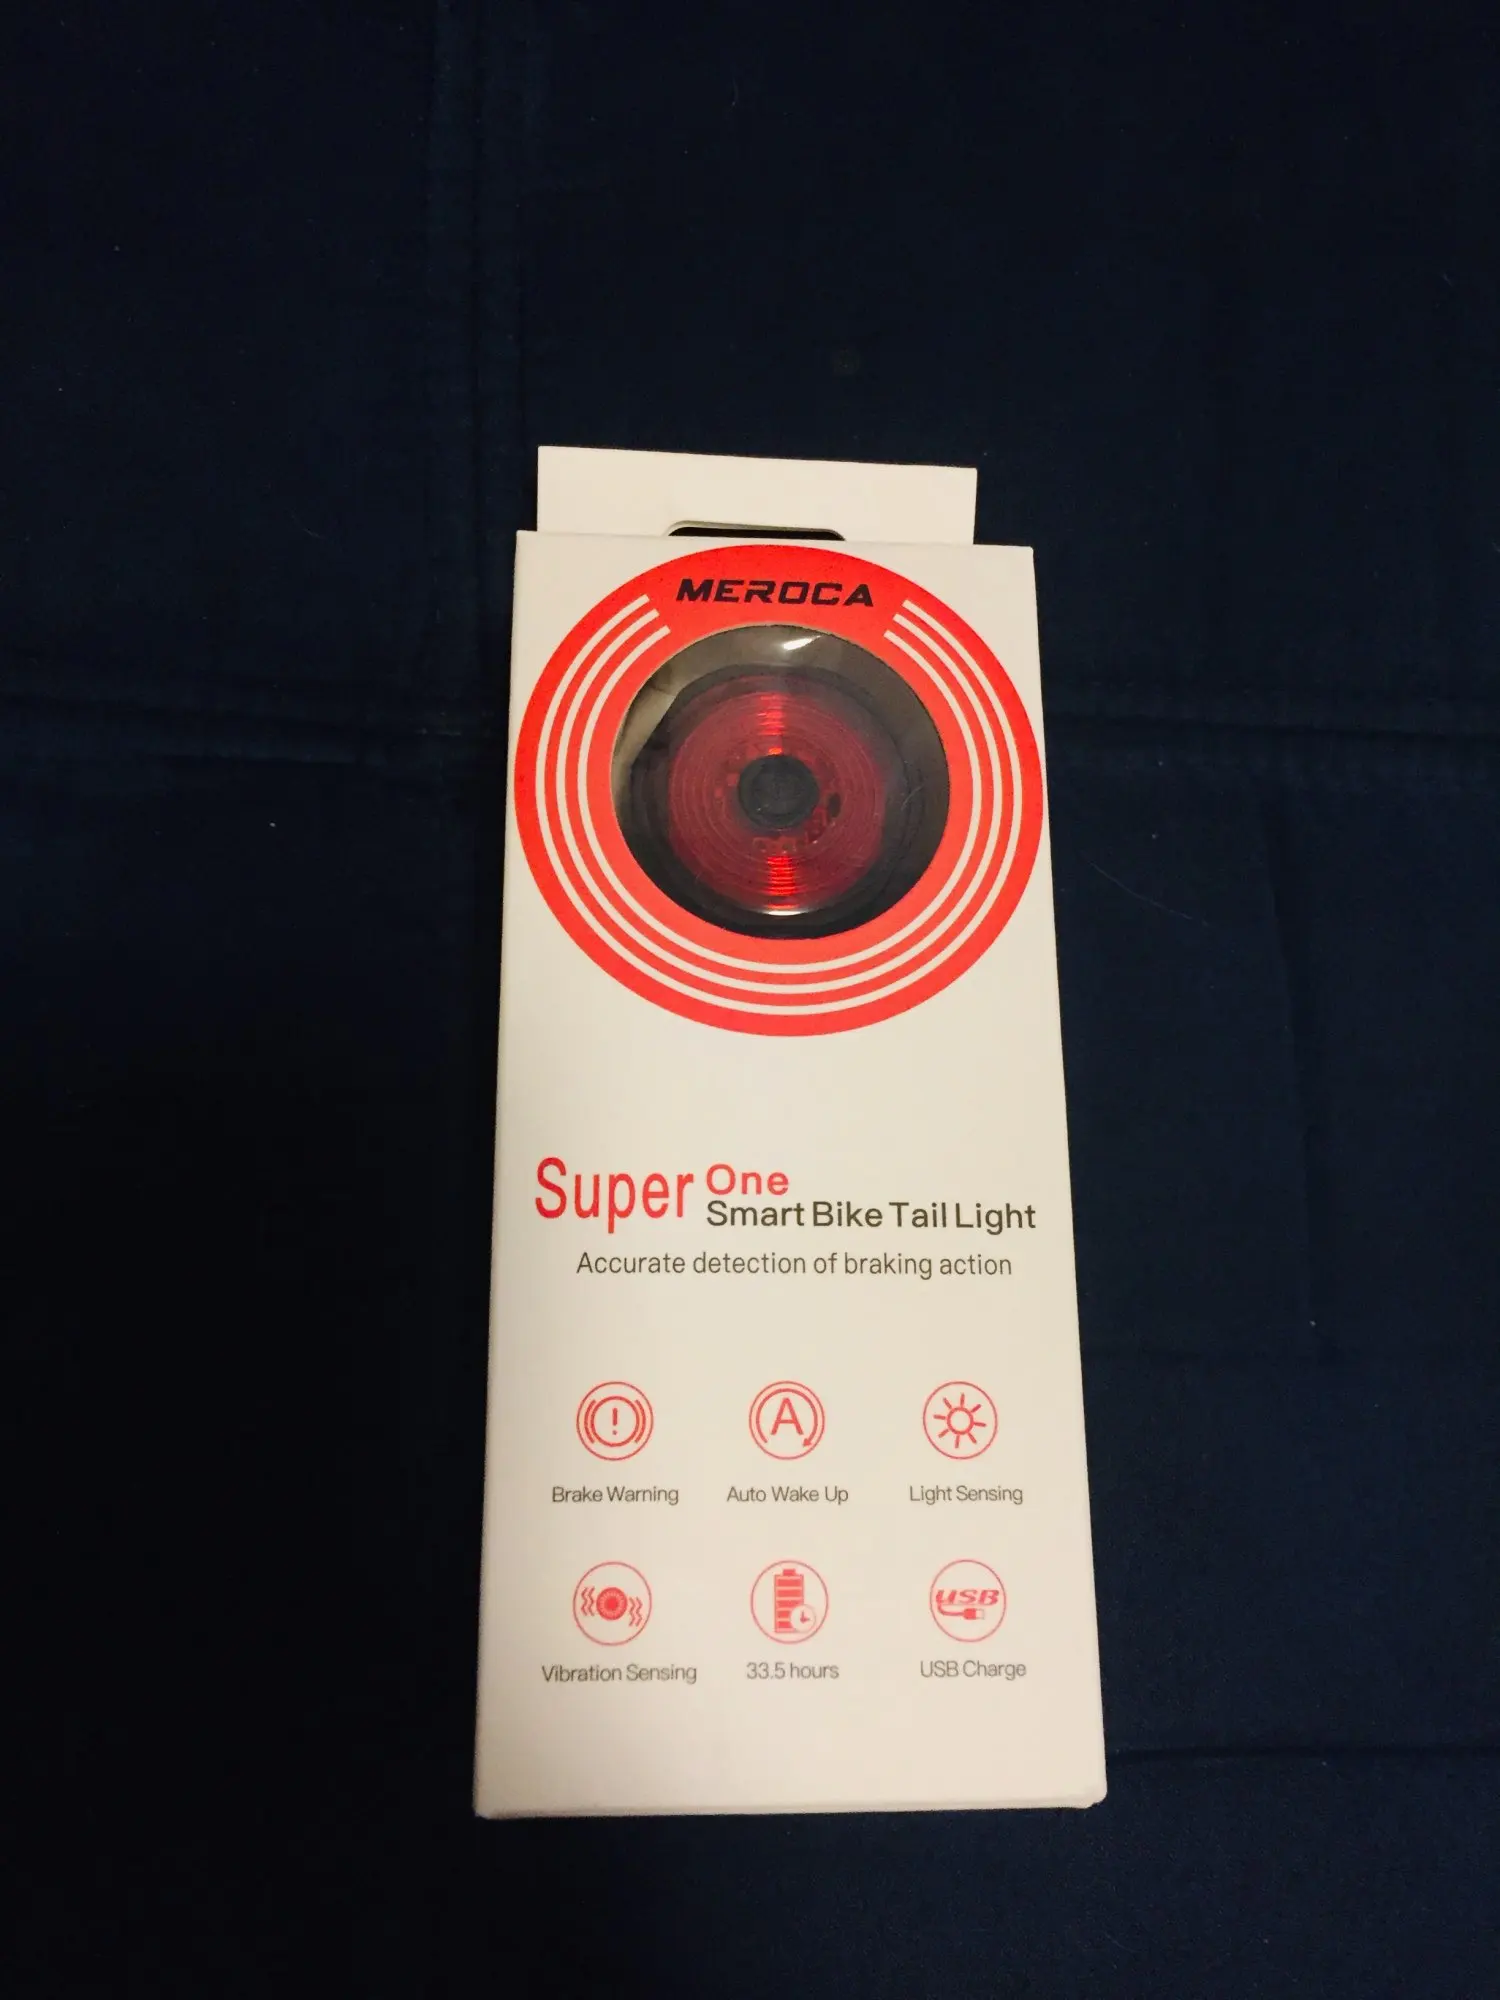 MEROCA
Super One
Smart Bike Tail Light
Accurate detection of braking action
!
A
Brake Warning
Auto Wake Up
Light Sensing
USB
Vibration Sensing
33.5 hours
USB Charge